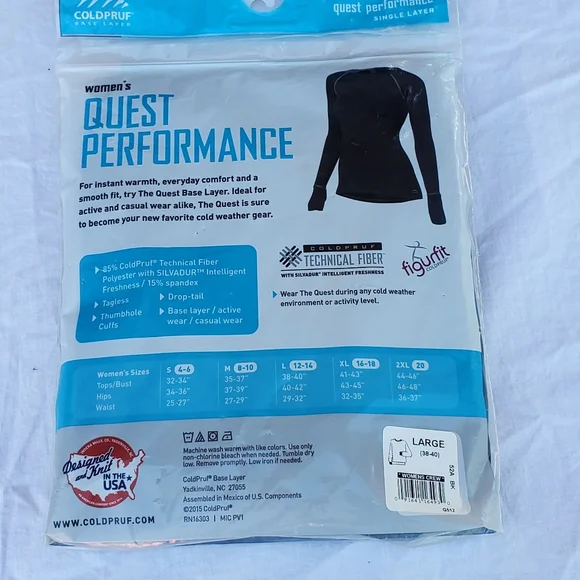 COLDPRUF
BASE LAYER
quest performance
SINGLE LAYER
women's
QUEST
PERFORMANCE
For instant warmth, everyday comfort and a
smooth fit, try The Quest Base Layer. Ideal for
active and casual wear alike, The Quest is sure
to become your new favorite cold weather gear.
85% ColdPruf® Technical Fiber
Polyester with SILVADUR™ Intelligent
Freshness / 15% spandex
Tagless
Thumbhole
Cuffs
Drop-tail
Base layer / active
wear / casual wear
COLDPRUF
TECHNICAL FIBER
WITH SILVADUR™ INTELLIGENT FRESHNESS
figurfit
COLDPRUF
Wear The Quest during any cold weather
environment or activity level.
Women's Sizes S 4-6 M 8-10 L 12-14 XL 16-18 2XL 20
Tops/Bust 32-34" 35-37" 38-40" 41-43" 44-46"
Hips 34-36" 37-39" 40-42" 43-45" 46-48"
Waist 25-27" 27-29" 29-32" 32-35" 36-37"
Designed
and Knit
IN THE
USA
WWW.COLDPRUF.COM
Machine wash warm with like colors. Use only
non-chlorine bleach when needed. Tumble dry
low. Remove promptly. Low iron if needed.
ColdPruf® Base Layer
Yadkinville, NC 27055
Assembled in Mexico of U.S. Components
©2015 ColdPruf®
RN16303 | MIC PV1
LARGE
(38-40)
WOMENS CREW
52A BK
G512